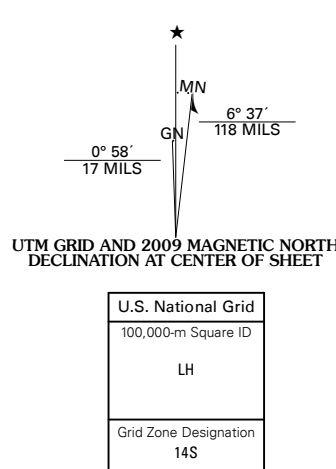 MN
GN
6° 37´
118 MILS
0° 58´
17 MILS
UTM GRID AND 2009 MAGNETIC NORTH
DECLINATION AT CENTER OF SHEET
U.S. National Grid
100,000-m Square ID
LH
Grid Zone Designation
14S